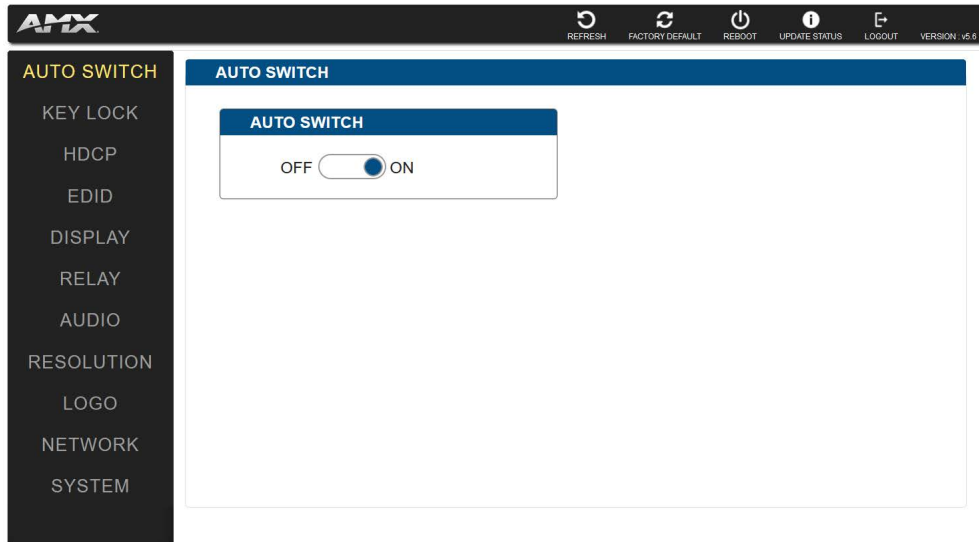 AMX
REFRESH FACTORY DEFAULT REBOOT UPDATE STATUS LOGOUT VERSION : v5.6
AUTO SWITCH
KEY LOCK
HDCP
EDID
DISPLAY
RELAY
AUDIO
RESOLUTION
LOGO
NETWORK
SYSTEM
AUTO SWITCH
AUTO SWITCH
OFF ON